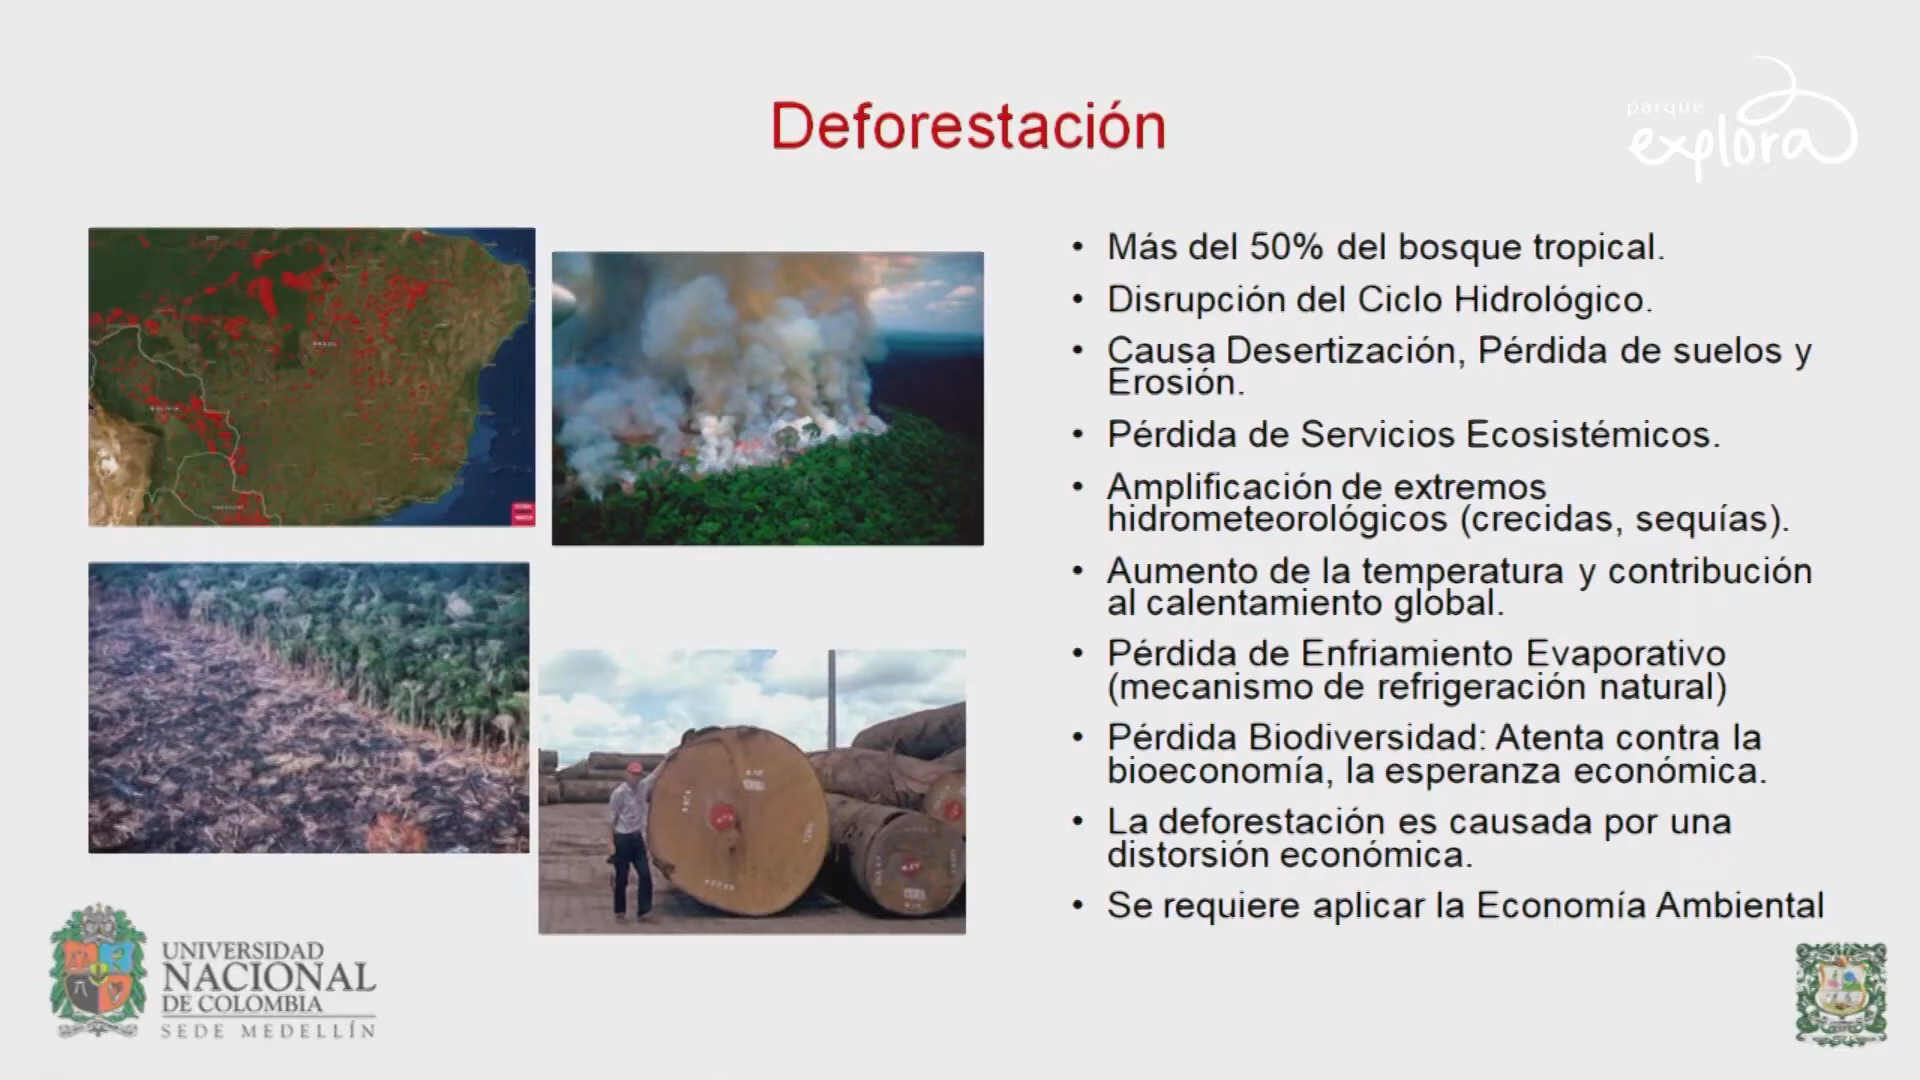 Deforestación
parque
explora
• Más del 50% del bosque tropical.
• Disrupción del Ciclo Hidrológico.
• Causa Desertización, Pérdida de suelos y
Erosión.
• Pérdida de Servicios Ecosistémicos.
• Amplificación de extremos
hidrometeorológicos (crecidas, sequías).
• Aumento de la temperatura y contribución
al calentamiento global.
• Pérdida de Enfriamiento Evaporativo
(mecanismo de refrigeración natural)
• Pérdida Biodiversidad: Atenta contra la
bioeconomía, la esperanza económica.
• La deforestación es causada por una
distorsión económica.
• Se requiere aplicar la Economía Ambiental
UNIVERSIDAD
NACIONAL
DE COLOMBIA
SEDE MEDELLÍN